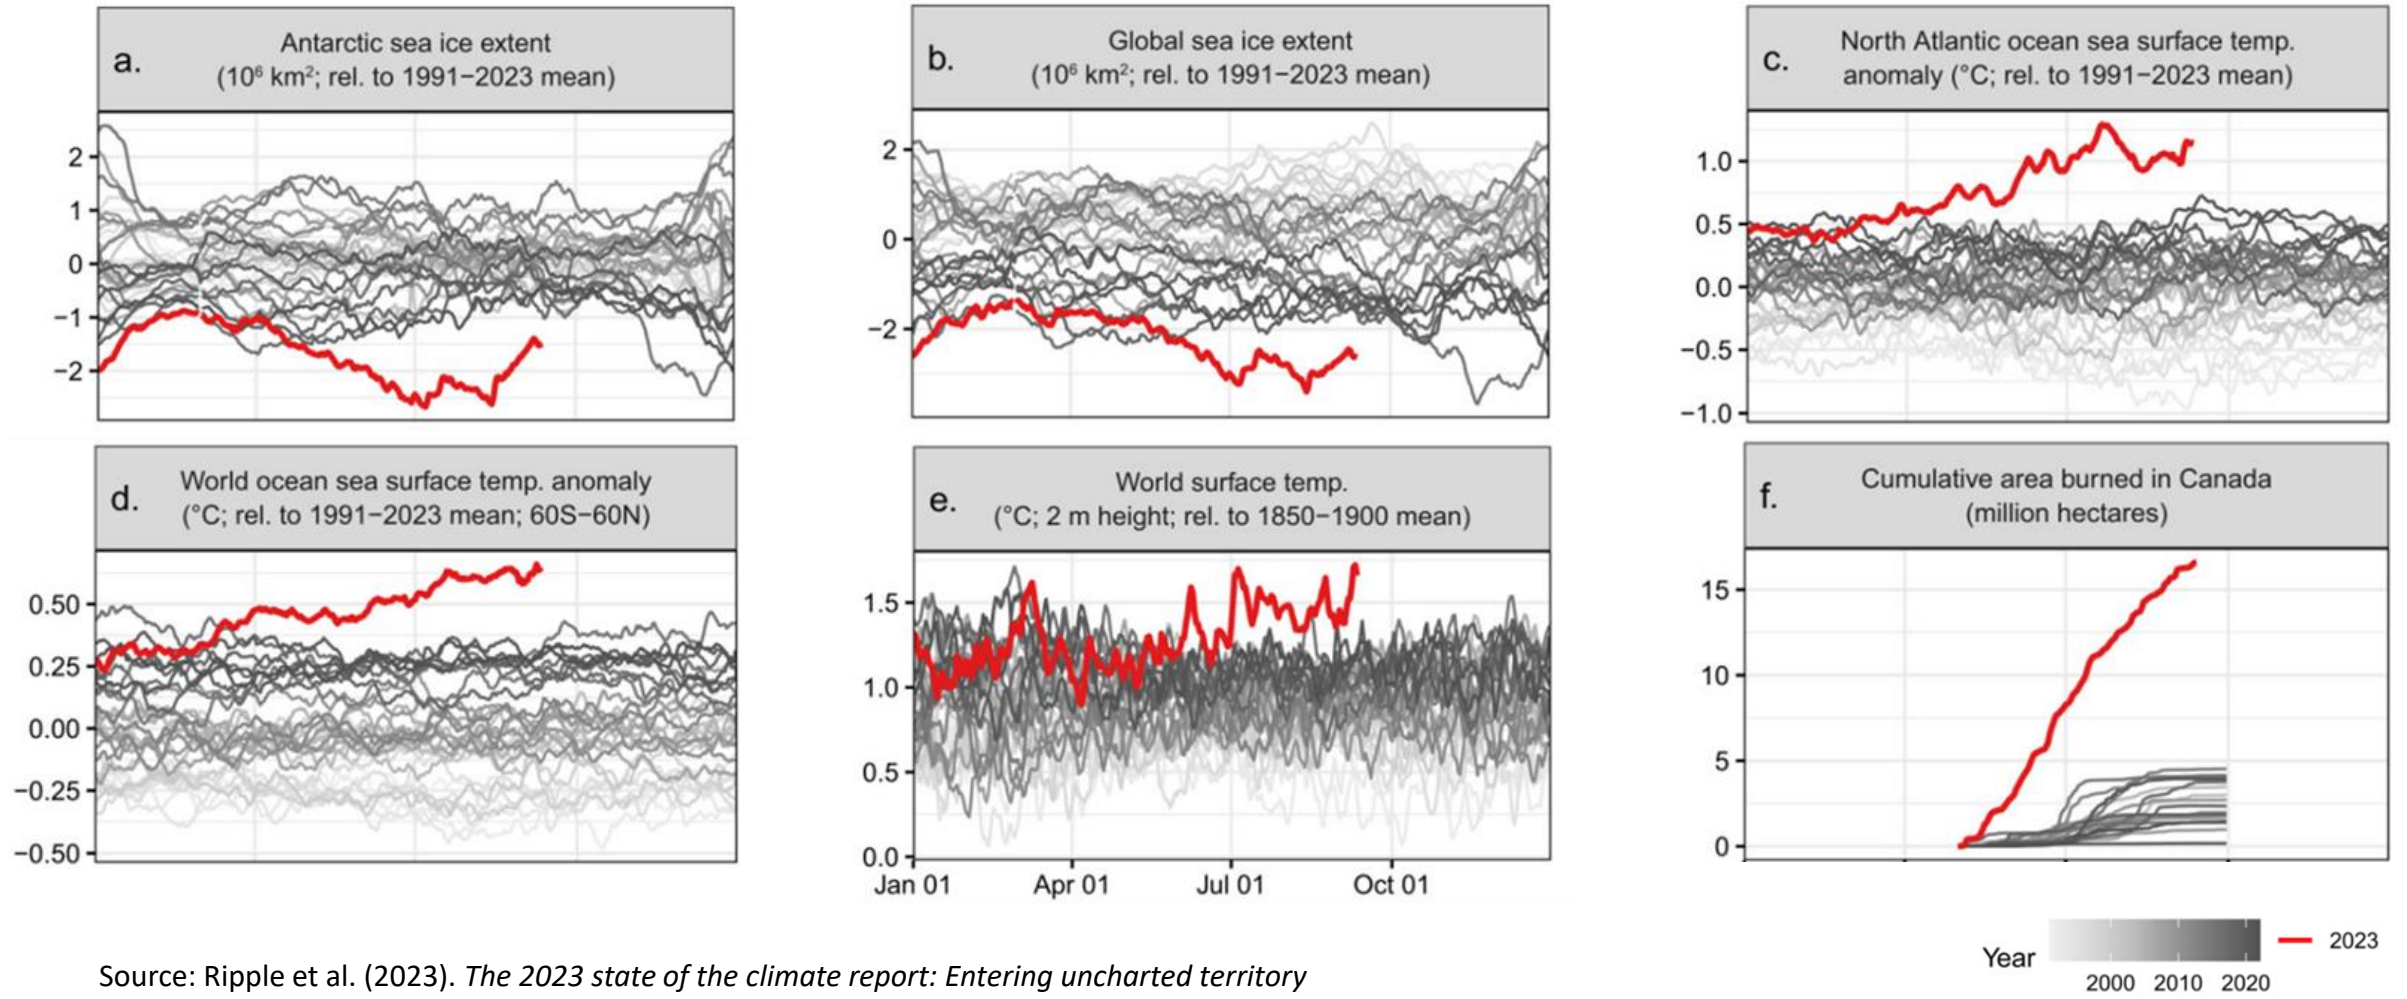 a.
Antarctic sea ice extent
(10⁶ km²; rel. to 1991−2023 mean)
2
1
0
−1
−2
b.
Global sea ice extent
(10⁶ km²; rel. to 1991−2023 mean)
2
0
−2
c.
North Atlantic ocean sea surface temp.
anomaly (°C; rel. to 1991−2023 mean)
1.0
0.5
0.0
−0.5
−1.0
d.
World ocean sea surface temp. anomaly
(°C; rel. to 1991−2023 mean; 60S−60N)
0.50
0.25
0.00
−0.25
−0.50
e.
World surface temp.
(°C; 2 m height; rel. to 1850−1900 mean)
1.5
1.0
0.5
0.0
Jan 01 Apr 01 Jul 01 Oct 01
f.
Cumulative area burned in Canada
(million hectares)
15
10
5
0
Year
2000 2010 2020
2023
Source: Ripple et al. (2023). The 2023 state of the climate report: Entering uncharted territory